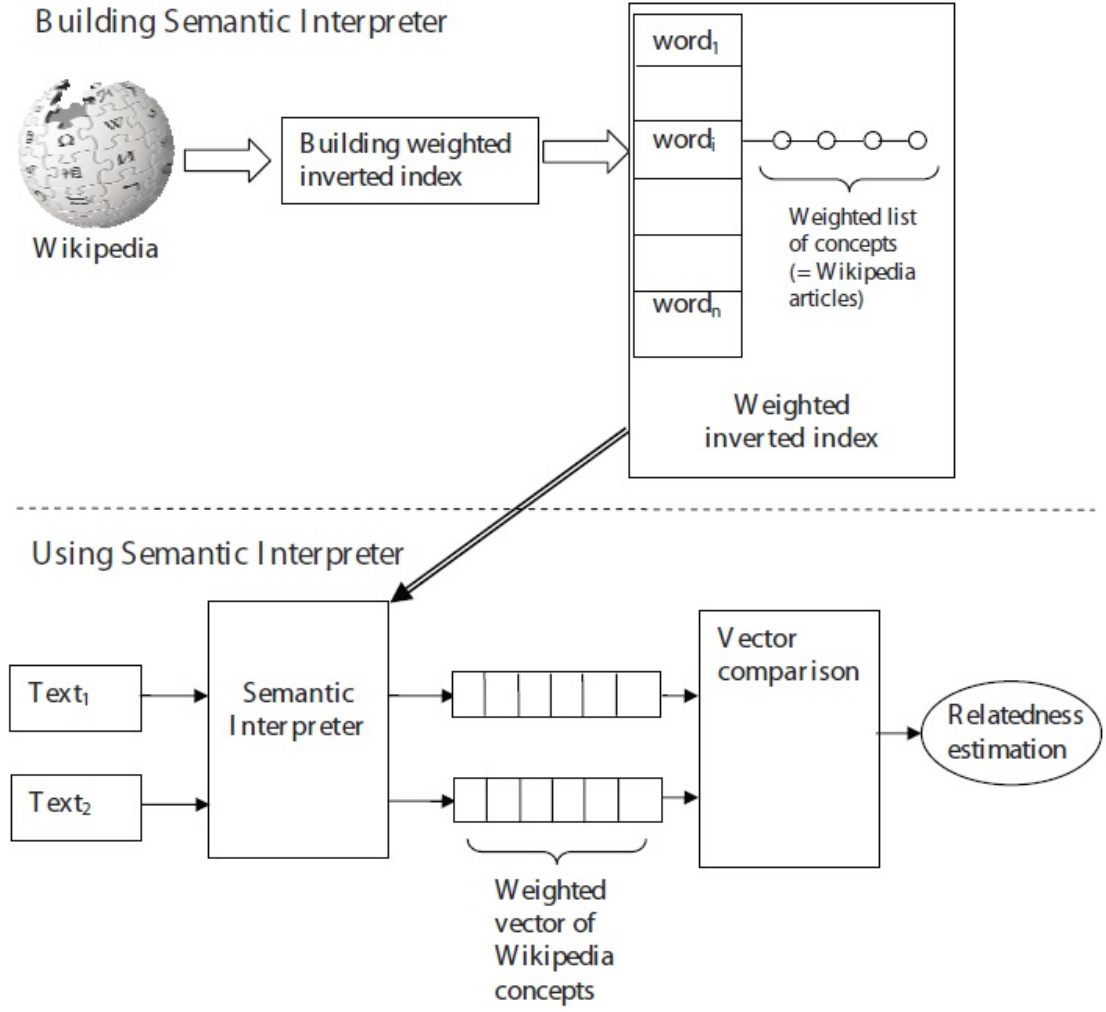 Building Semantic Interpreter
Wikipedia
Building weighted
inverted index
word₁
wordᵢ
wordₙ
Weighted list
of concepts
(= Wikipedia
articles)
Weighted
inverted index
Using Semantic Interpreter
Text₁
Text₂
Semantic
Interpreter
Weighted
vector of
Wikipedia
concepts
Vector
comparison
Relatedness
estimation